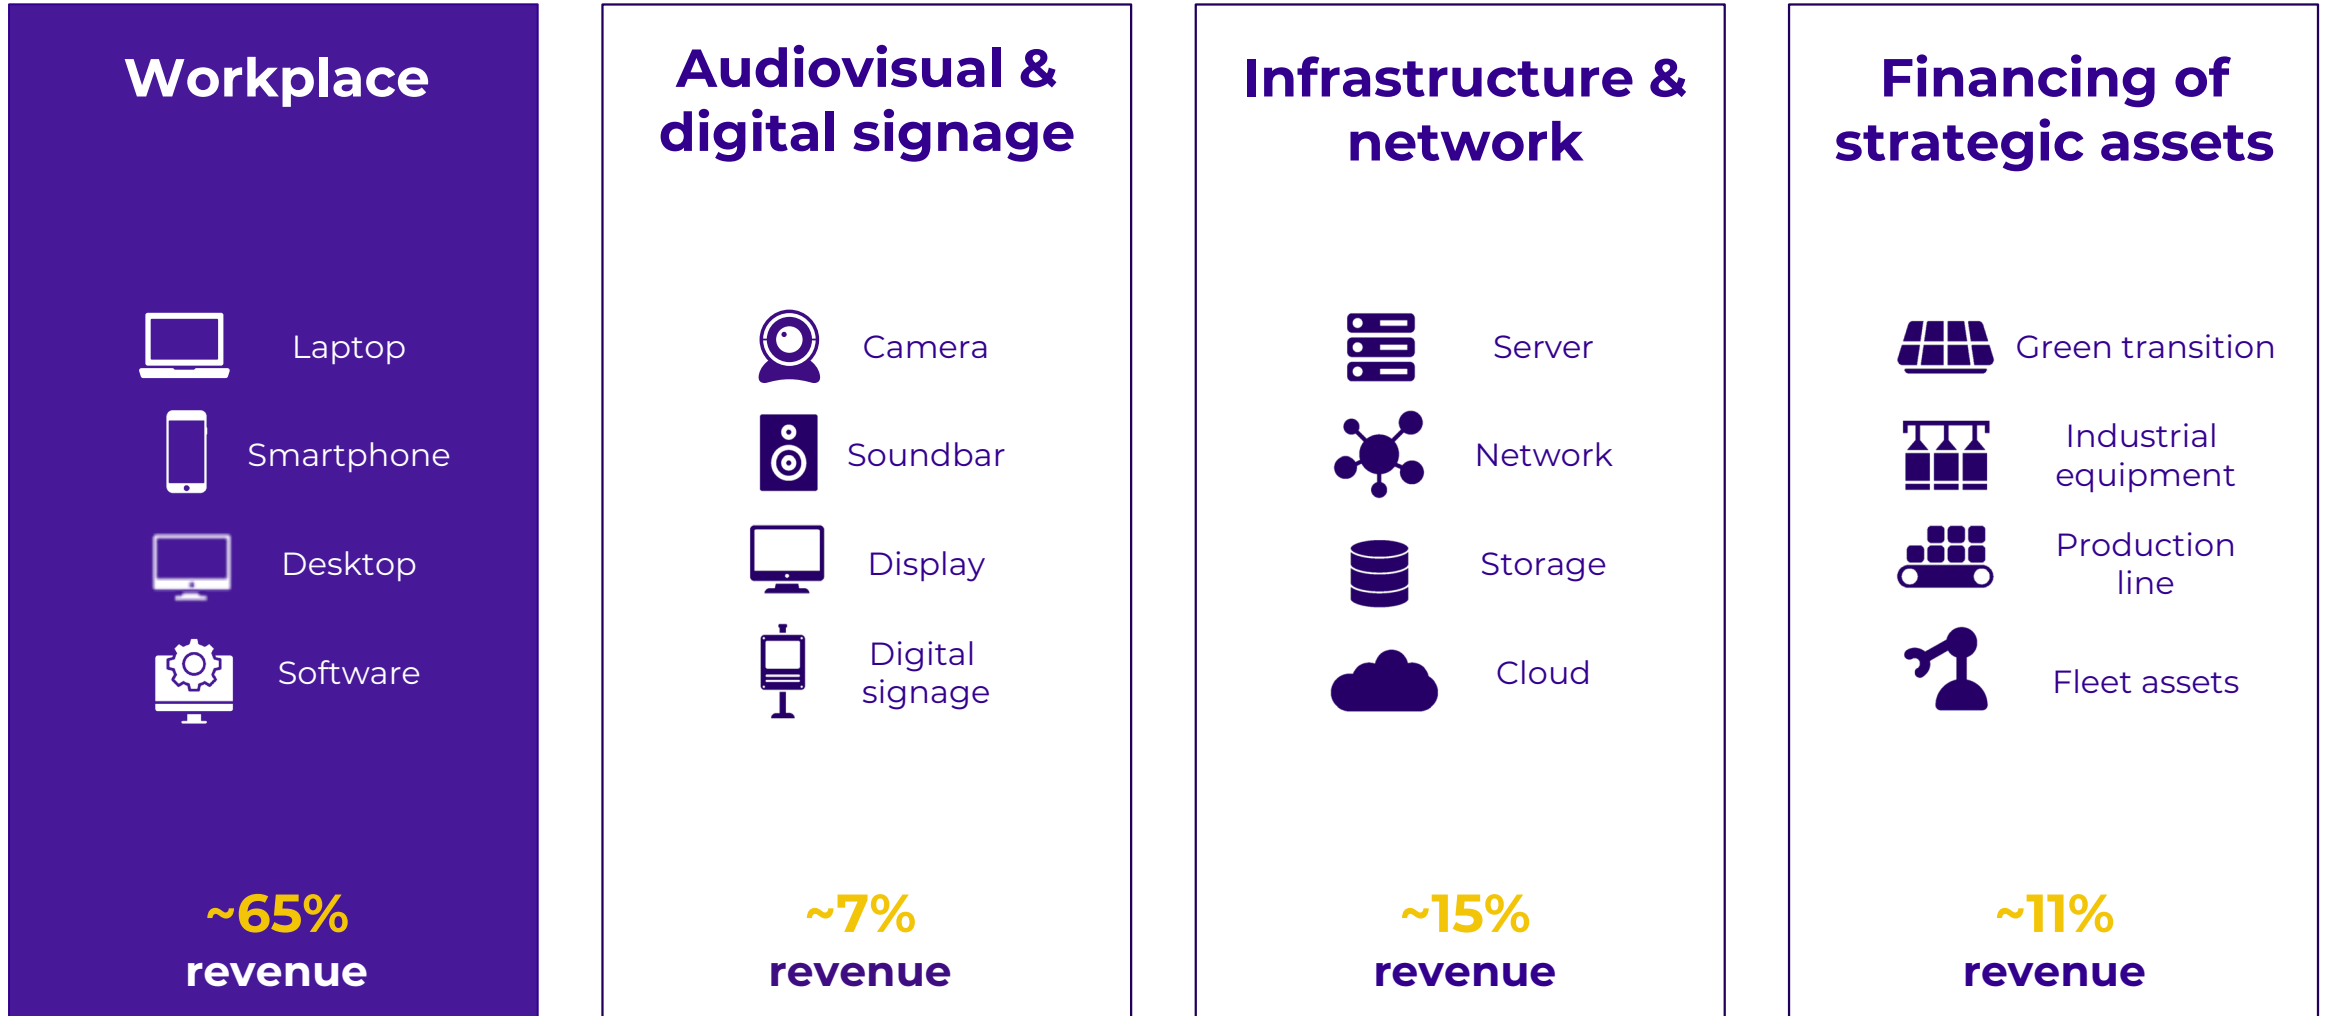 Workplace
Laptop
Smartphone
Desktop
Software
~65%
revenue
Audiovisual &
digital signage
Camera
Soundbar
Display
Digital
signage
~7%
revenue
Infrastructure &
network
Server
Network
Storage
Cloud
~15%
revenue
Financing of
strategic assets
Green transition
Industrial
equipment
Production
line
Fleet assets
~11%
revenue